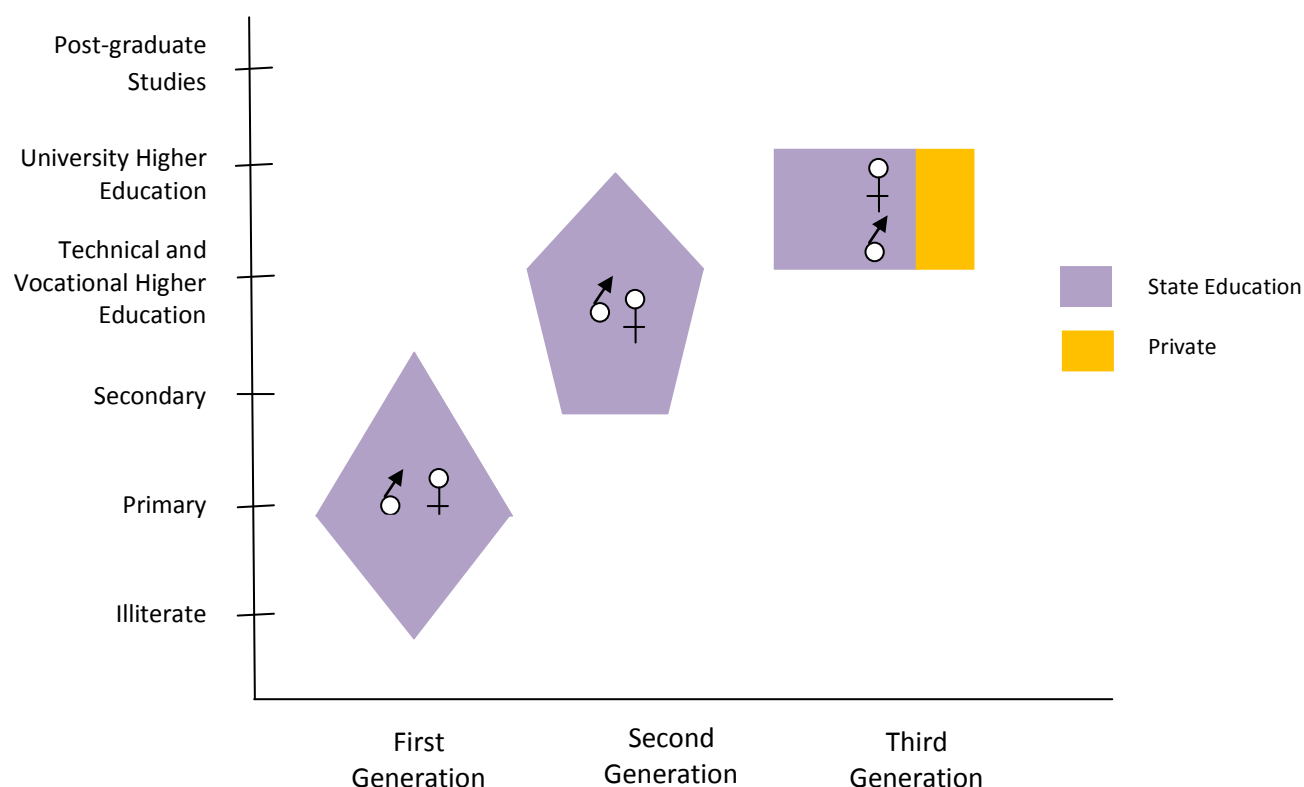 Post-graduate
Studies
University Higher
Education
Technical and
Vocational Higher
Education
Secondary
Primary
Illiterate
State Education
Private
First
Generation
Second
Generation
Third
Generation